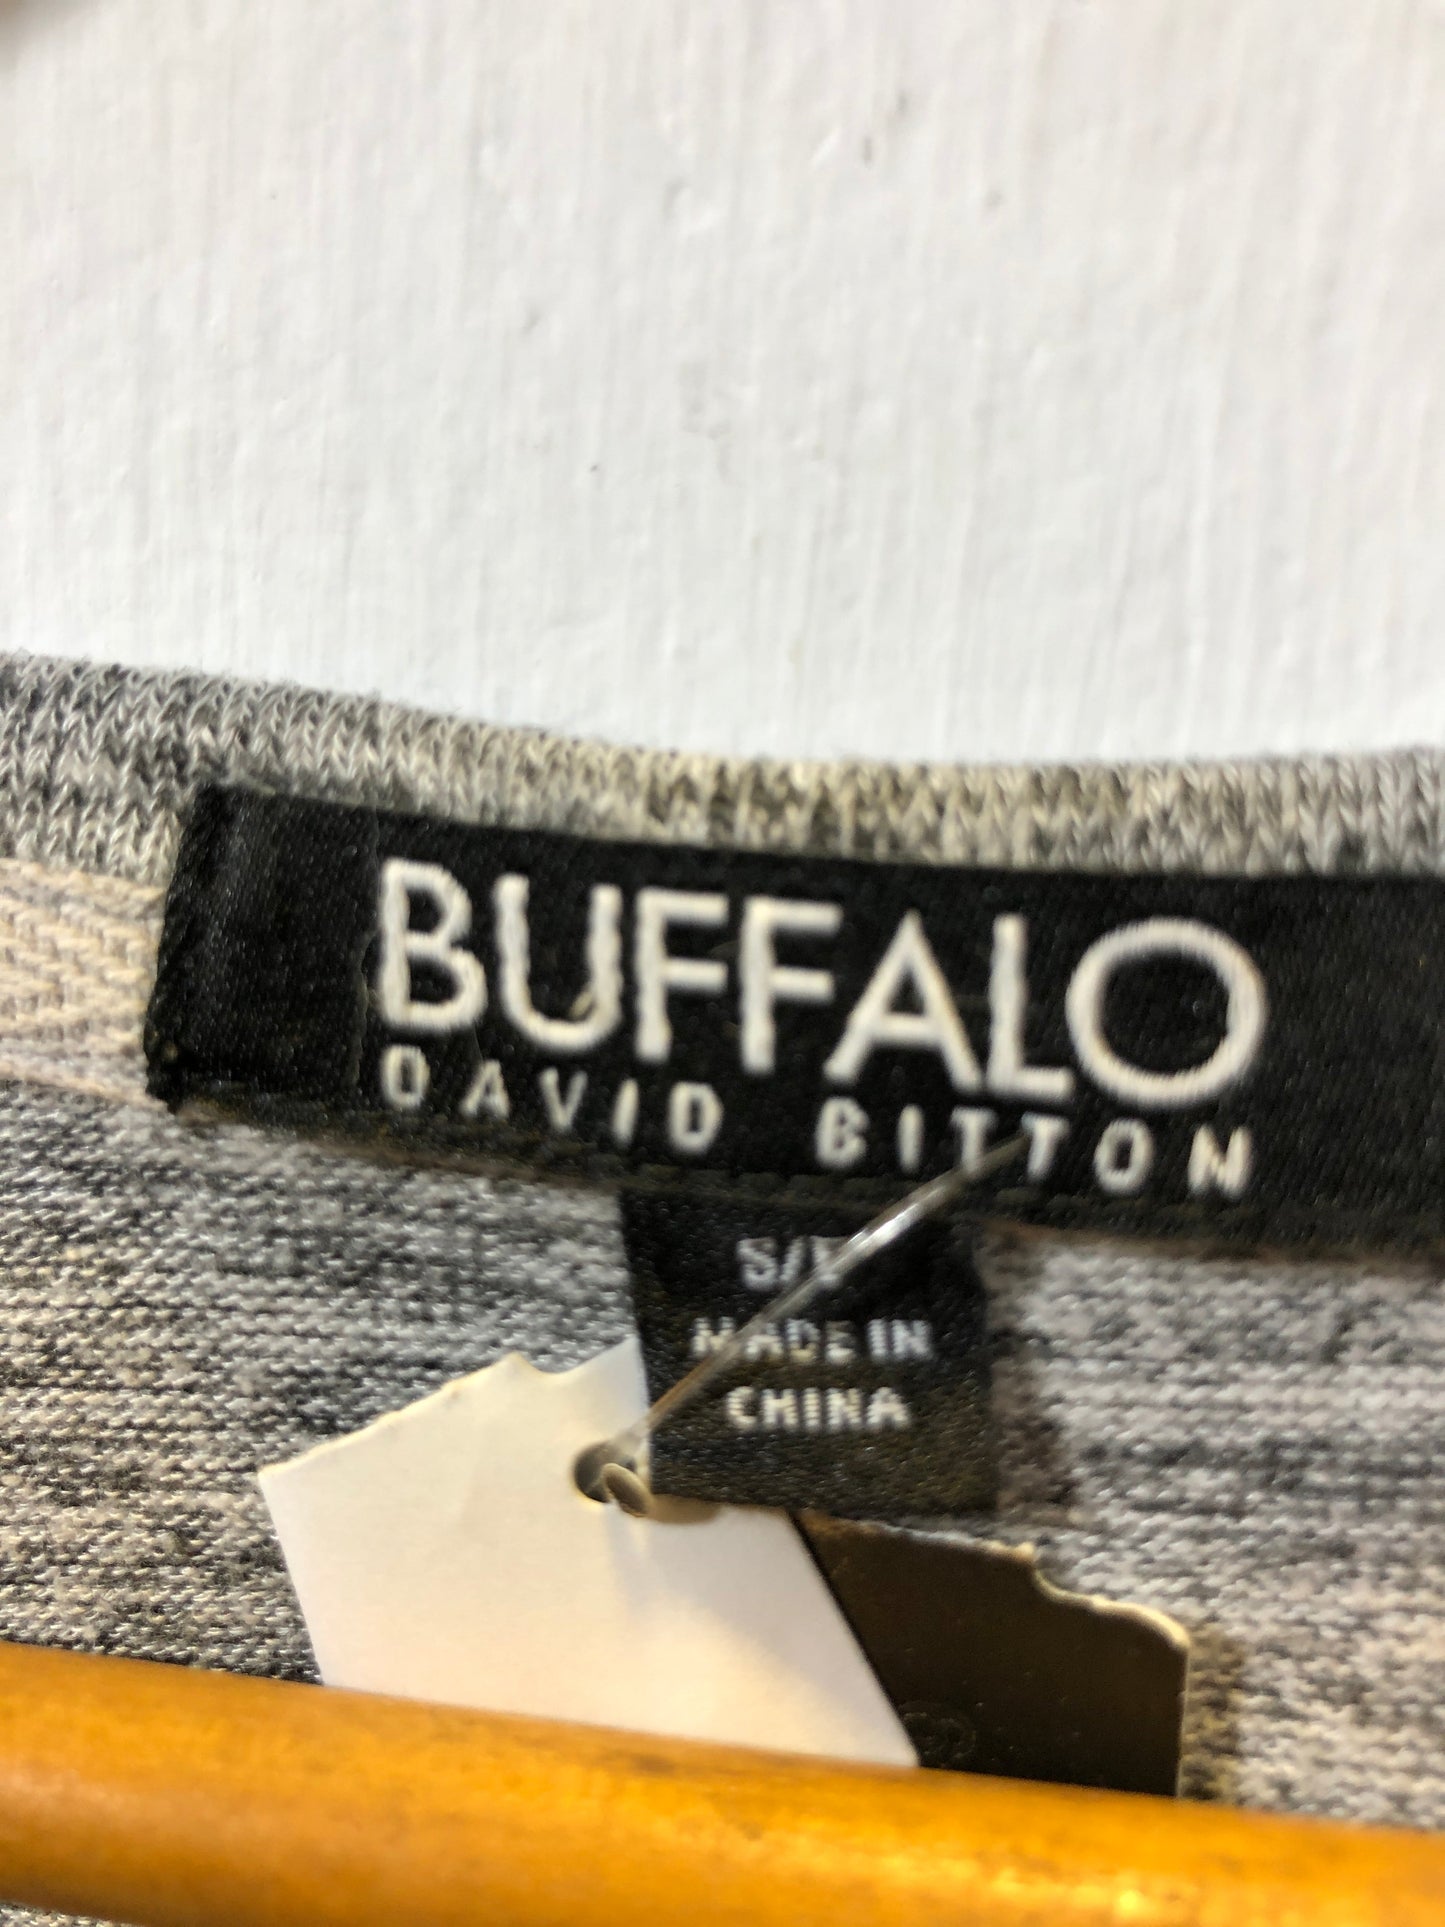 BUFFALO
DAVID BITTON
S/P
MADE IN
CHINA